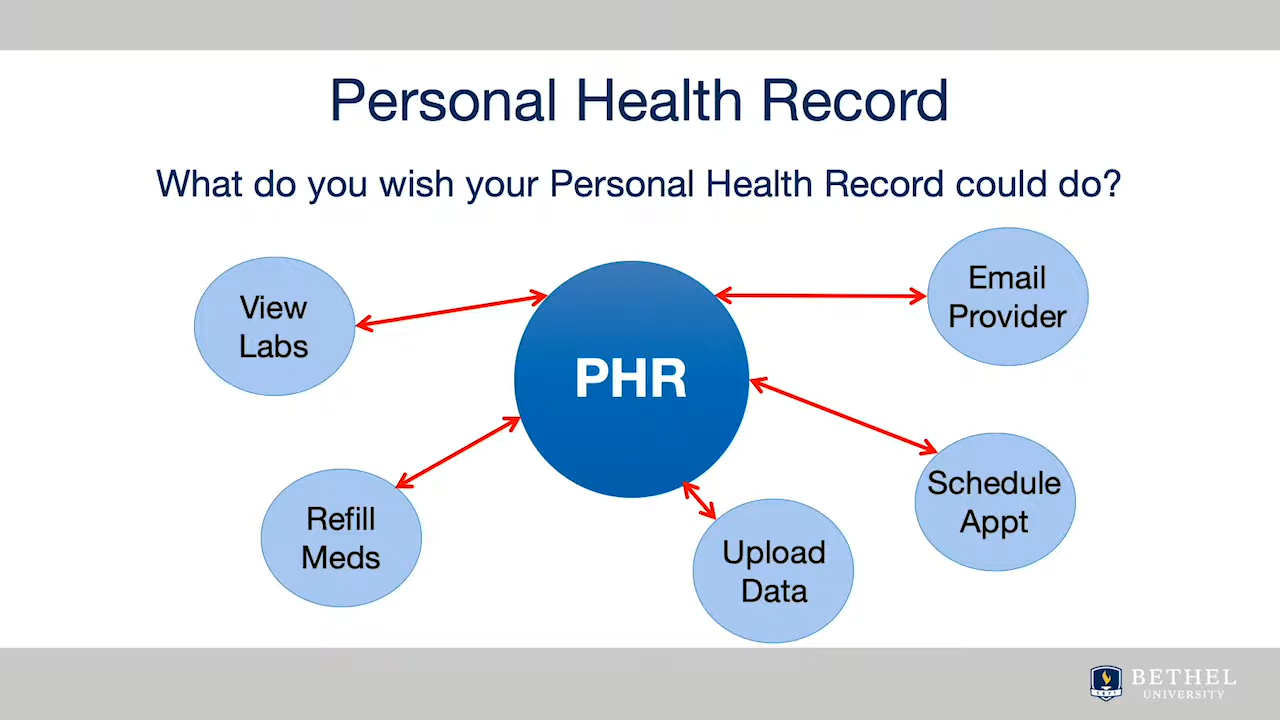 Personal Health Record
What do you wish your Personal Health Record could do?
View
Labs
PHR
Email
Provider
Refill
Meds
Upload
Data
Schedule
Appt
BETHEL
UNIVERSITY